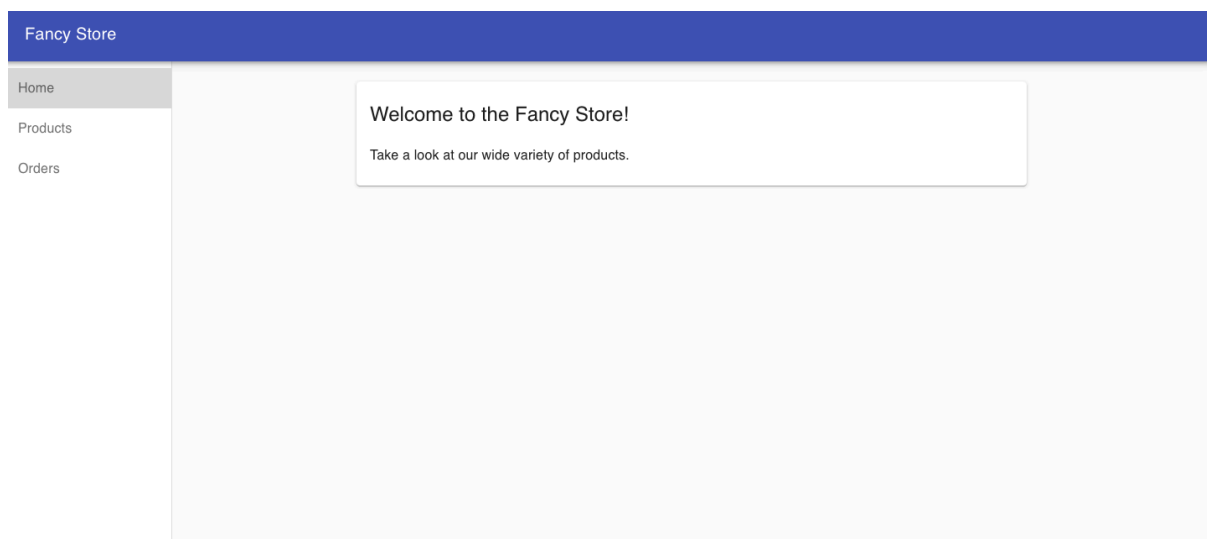 Fancy Store
Home
Products
Orders
Welcome to the Fancy Store!
Take a look at our wide variety of products.